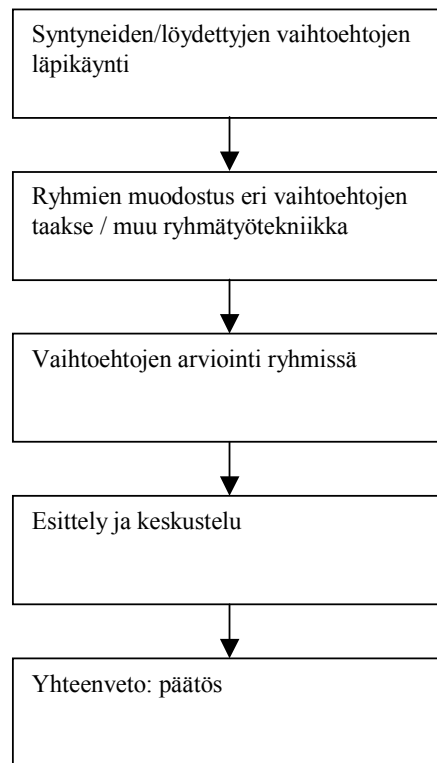 Syntyneiden/löydettyjen vaihtoehtojen
läpikäynti
Ryhmien muodostus eri vaihtoehtojen
taakse / muu ryhmätyötekniikka
Vaihtoehtojen arviointi ryhmissä
Esittely ja keskustelu
Yhteenveto: päätös